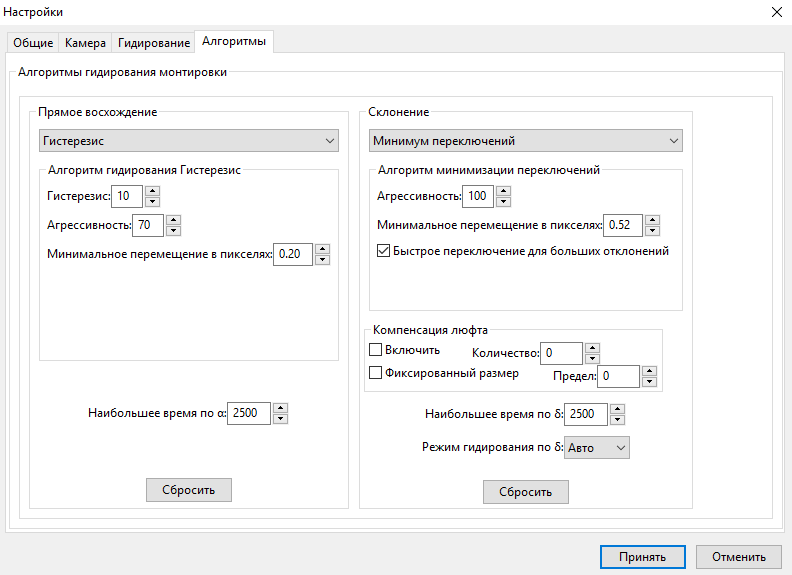 Настройки
Общие
Камера
Гидирование
Алгоритмы
Алгоритмы гидирования монтировки
Прямое восхождение
Гистерезис
Алгоритм гидирования Гистерезис
Гистерезис: 10
Агрессивность: 70
Минимальное перемещение в пикселях: 0.20
Наибольшее время по α: 2500
Сбросить
Склонение
Минимум переключений
Алгоритм минимизации переключений
Агрессивность: 100
Минимальное перемещение в пикселях: 0.52
Быстрое переключение для больших отклонений
Компенсация люфта
Включить
Количество: 0
Фиксированный размер
Предел: 0
Наибольшее время по δ: 2500
Режим гидирования по δ: Авто
Сбросить
Принять
Отменить